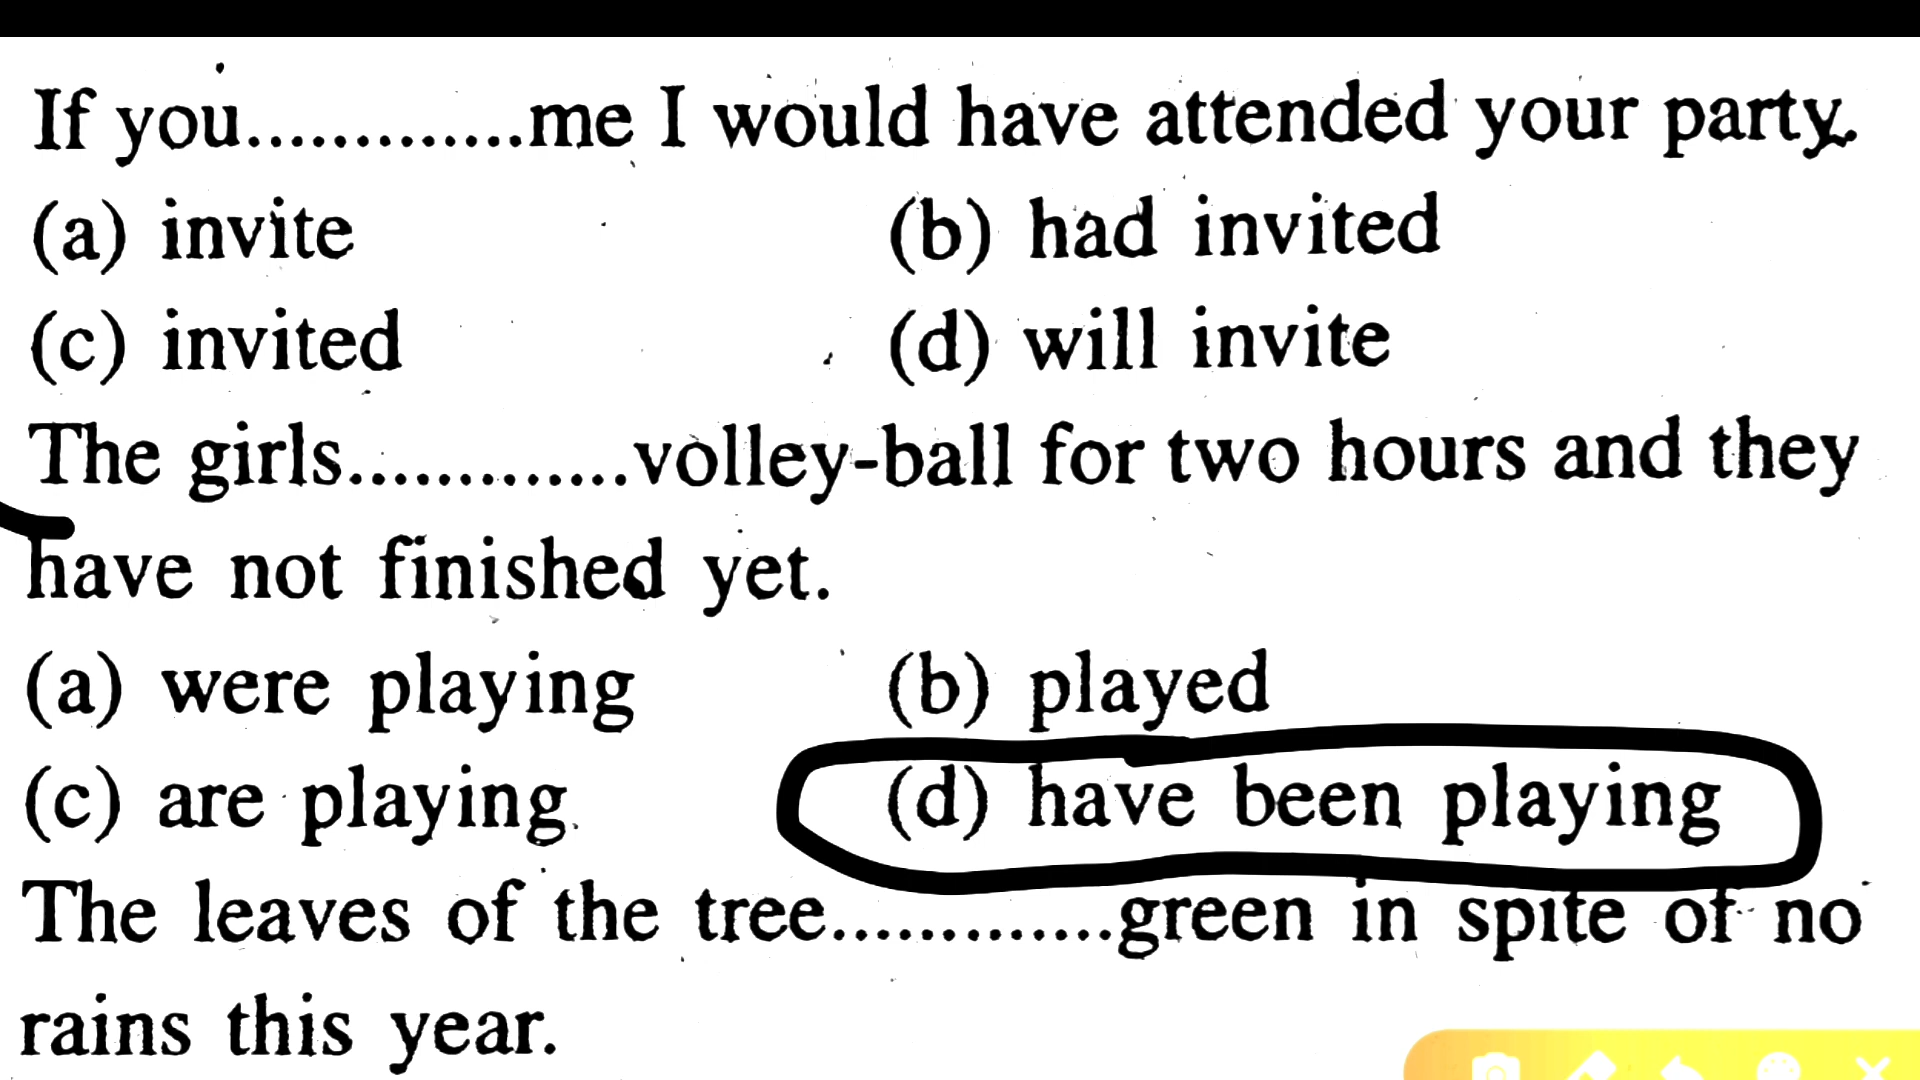 If you.............me I would have attended your party.
(a) invite (b) had invited
(c) invited (d) will invite
The girls.............volley-ball for two hours and they
have not finished yet.
(a) were playing (b) played
(c) are playing (d) have been playing
The leaves of the tree.............green in spite of no
rains this year.